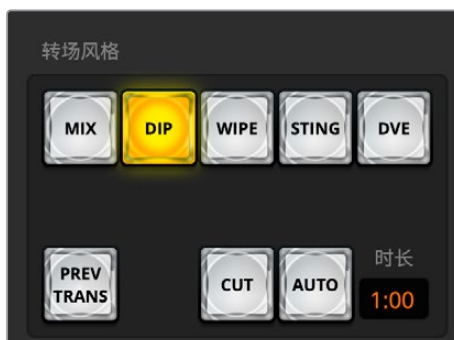 转场风格
MIX DIP WIPE STING DVE
时长
PREV TRANS CUT AUTO 1:00